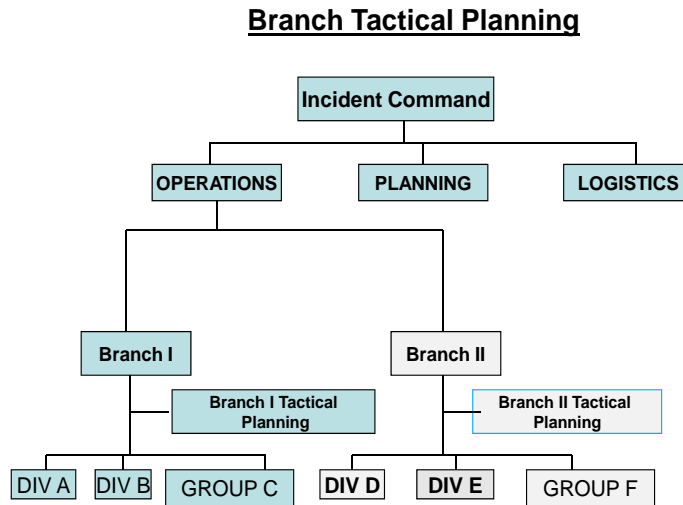 Branch Tactical Planning
Incident Command
OPERATIONS
PLANNING
LOGISTICS
Branch I
Branch II
Branch I Tactical
Planning
Branch II Tactical
Planning
DIV A
DIV B
GROUP C
DIV D
DIV E
GROUP F